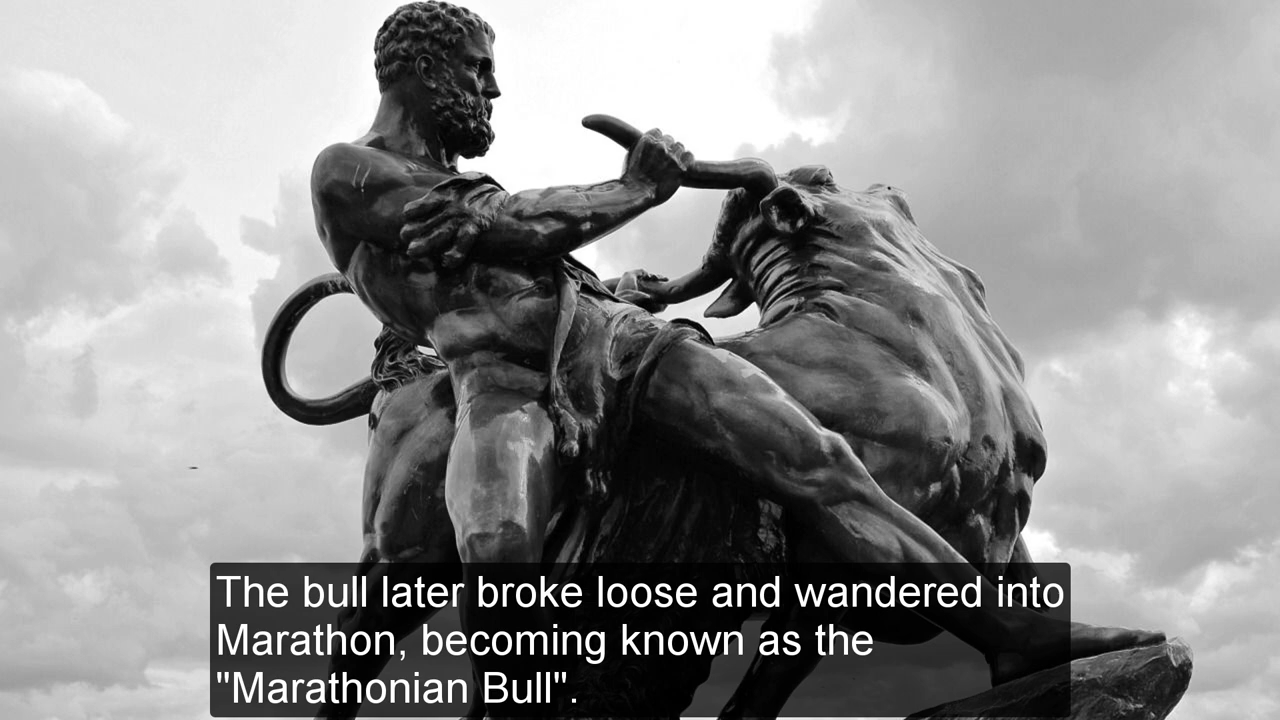 The bull later broke loose and wandered into
Marathon, becoming known as the
"Marathonian Bull".